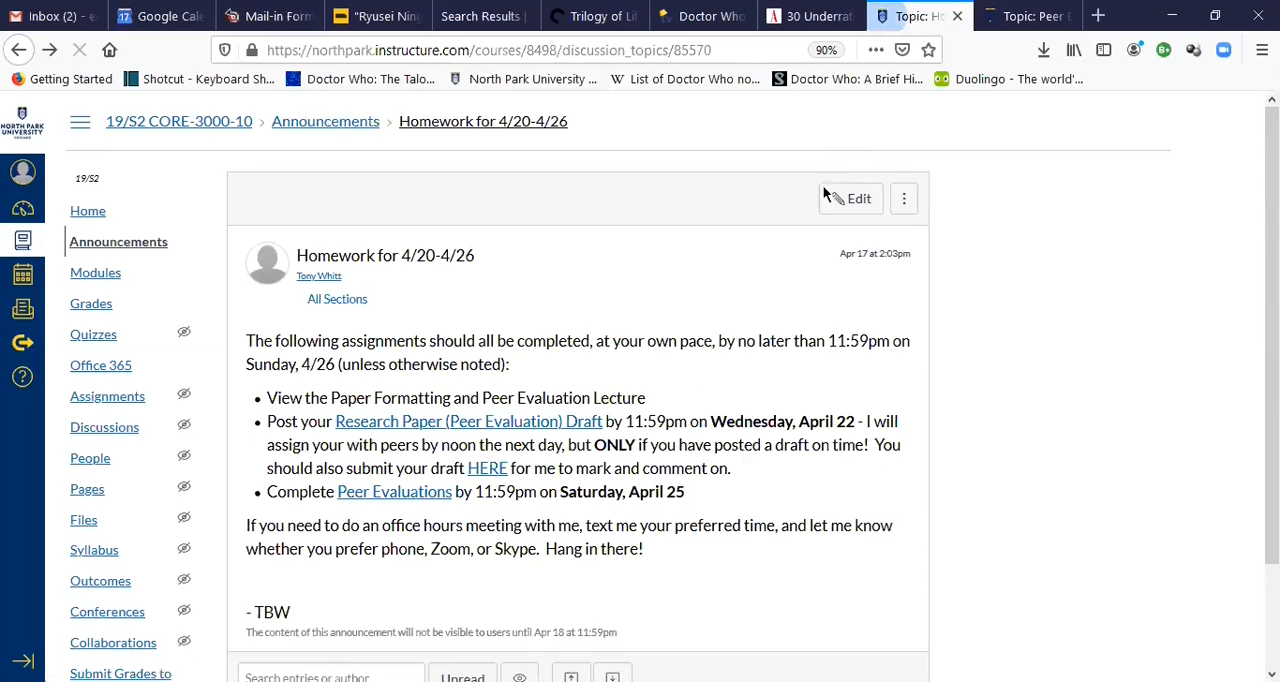 Inbox (2) - e
17 Google Cale
Mail-in Form
"Ryusei Ning
Search Results |
Trilogy of Li
Doctor Who
A 30 Underrat
Topic: Ho
Topic: Peer E
https://northpark.instructure.com/courses/8498/discussion_topics/85570
90%
Getting Started
Shotcut - Keyboard Sh...
Doctor Who: The Talo...
North Park University ...
W List of Doctor Who no...
S Doctor Who: A Brief Hi...
Duolingo - The world'...
NORTH PARK
UNIVERSITY
CHICAGO
19/S2 CORE-3000-10 > Announcements > Homework for 4/20-4/26
19/S2
Home
Announcements
Modules
Grades
Quizzes
Office 365
Assignments
Discussions
People
Pages
Files
Syllabus
Outcomes
Conferences
Collaborations
Submit Grades to
Edit
Homework for 4/20-4/26
Apr 17 at 2:03pm
Tony Whitt
All Sections
The following assignments should all be completed, at your own pace, by no later than 11:59pm on
Sunday, 4/26 (unless otherwise noted):
• View the Paper Formatting and Peer Evaluation Lecture
• Post your Research Paper (Peer Evaluation) Draft by 11:59pm on Wednesday, April 22 - I will
assign your with peers by noon the next day, but ONLY if you have posted a draft on time! You
should also submit your draft HERE for me to mark and comment on.
• Complete Peer Evaluations by 11:59pm on Saturday, April 25
If you need to do an office hours meeting with me, text me your preferred time, and let me know
whether you prefer phone, Zoom, or Skype. Hang in there!
- TBW
The content of this announcement will not be visible to users until Apr 18 at 11:59pm
Search entries or author
Unread